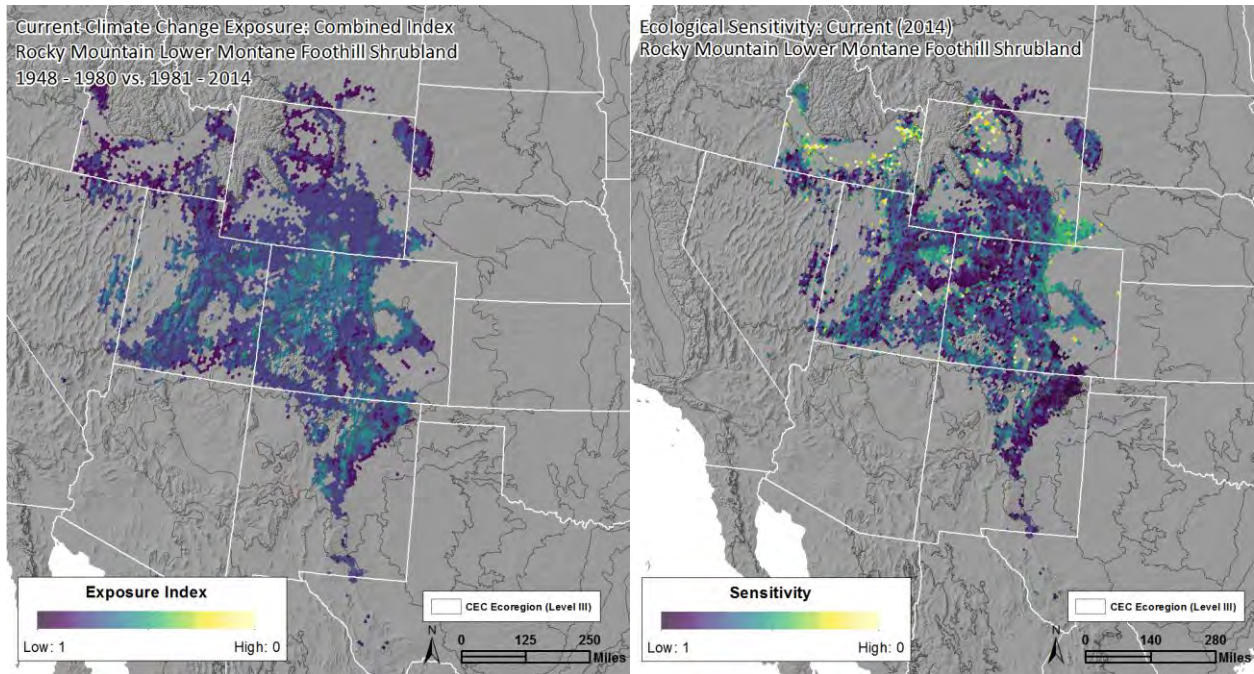 Current Climate Change Exposure: Combined Index
Rocky Mountain Lower Montane Foothill Shrubland
1948 - 1980 vs. 1981 - 2014
Exposure Index
Low: 1
High: 0
CEC Ecoregion (Level III)
N
0
125
250
Miles
Ecological Sensitivity: Current (2014)
Rocky Mountain Lower Montane Foothill Shrubland
Sensitivity
Low: 1
High: 0
CEC Ecoregion (Level III)
N
0
140
280
Miles